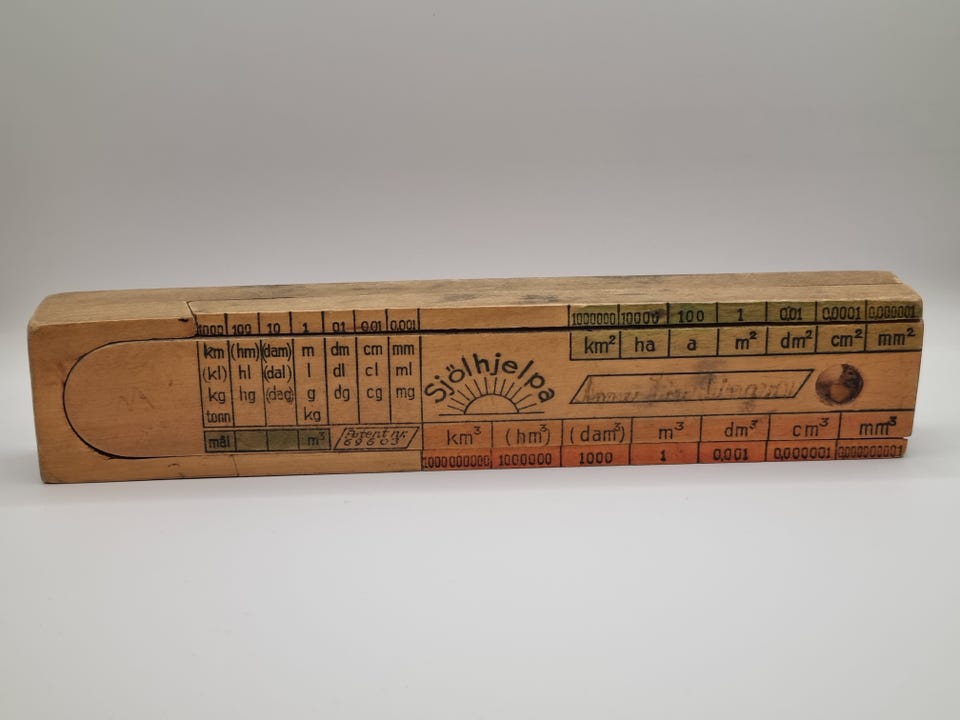 1000 100 10 1 01 0.01 0.001
1000000 10000 100 1 0.01 0.0001 0.000001
km (hm) (dam) m dm cm mm
km² ha a m² dm² cm² mm²
(kl) hl (dal) l dl cl ml
kg hg (dag) g dg cg mg
tonn kg
Sjölhjelpa
mål m³
Patent nr.
69603
km³ (hm³) (dam³) m³ dm³ cm³ mm³
1000000000 1000000 1000 1 0,001 0,000001 0,000000001